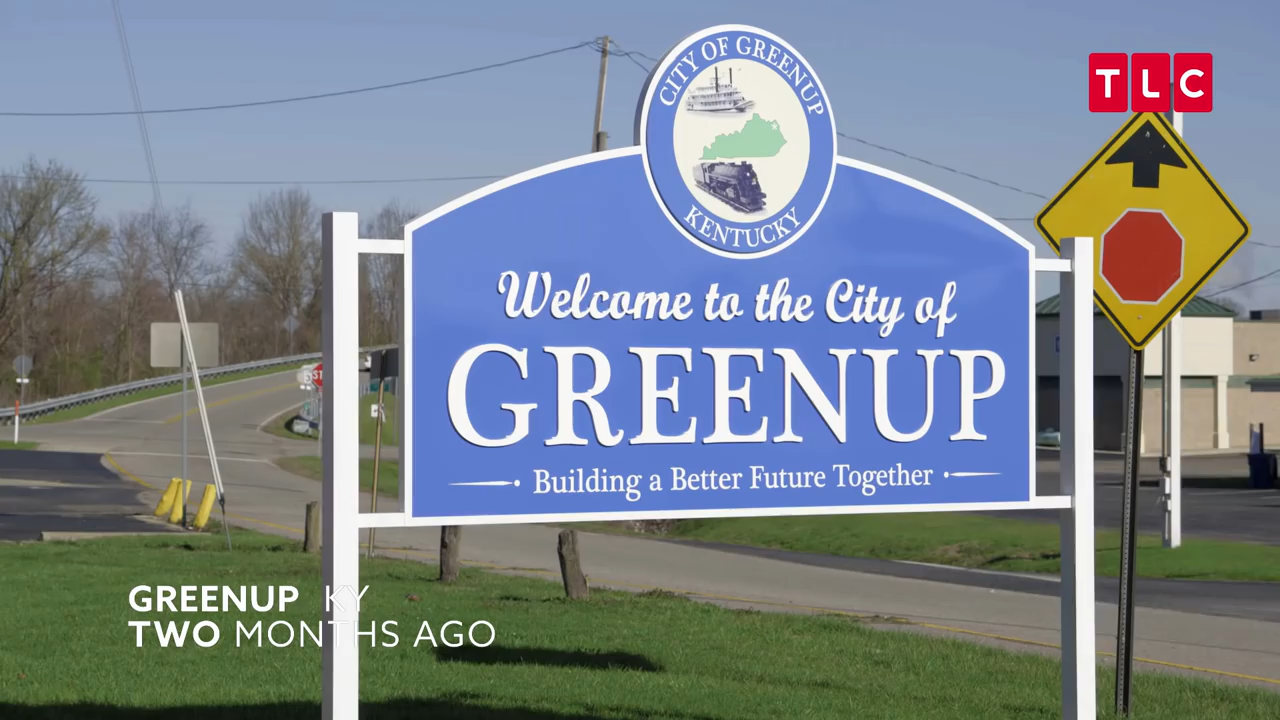 TLC
CITY OF GREENUP
KENTUCKY
Welcome to the City of
GREENUP
Building a Better Future Together
ST
GREENUP KY
TWO MONTHS AGO